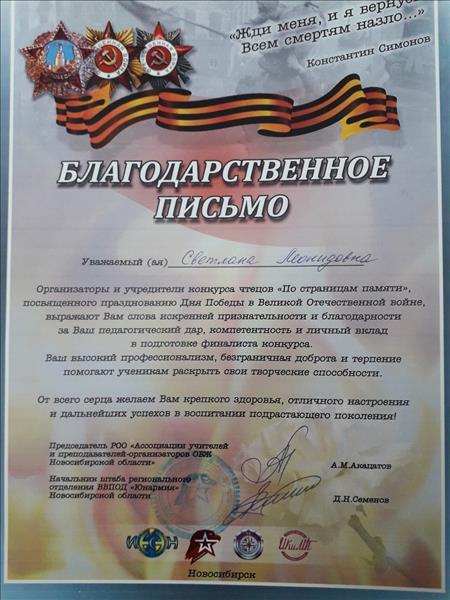 «Жди меня, и я вернусь
Всем смертям назло...»
Константин Симонов
БЛАГОДАРСТВЕННОЕ
ПИСЬМО
Уважаемый (ая) Светлана Леонидовна
Организаторы и учредители конкурса чтецов «По страницам памяти»,
посвященного празднованию Дня Победы в Великой Отечественной войне,
выражают Вам слова искренней признательности и благодарности
за Ваш педагогический дар, компетентность и личный вклад
в подготовке финалиста конкурса.
Ваш высокий профессионализм, безграничная доброта и терпение
помогают ученикам раскрыть свои творческие способности.
От всего сердца желаем Вам крепкого здоровья, отличного настроения
и дальнейших успехов в воспитании подрастающего поколения!
Председатель РОО «Ассоциации учителей
и преподавателей-организаторов ОБЖ
Новосибирской области»
А.М.Акацатов
Начальник штаба регионального
отделения ВВПОД «Юнармия»
Новосибирской области
Д.Н.Семенов
Новосибирск